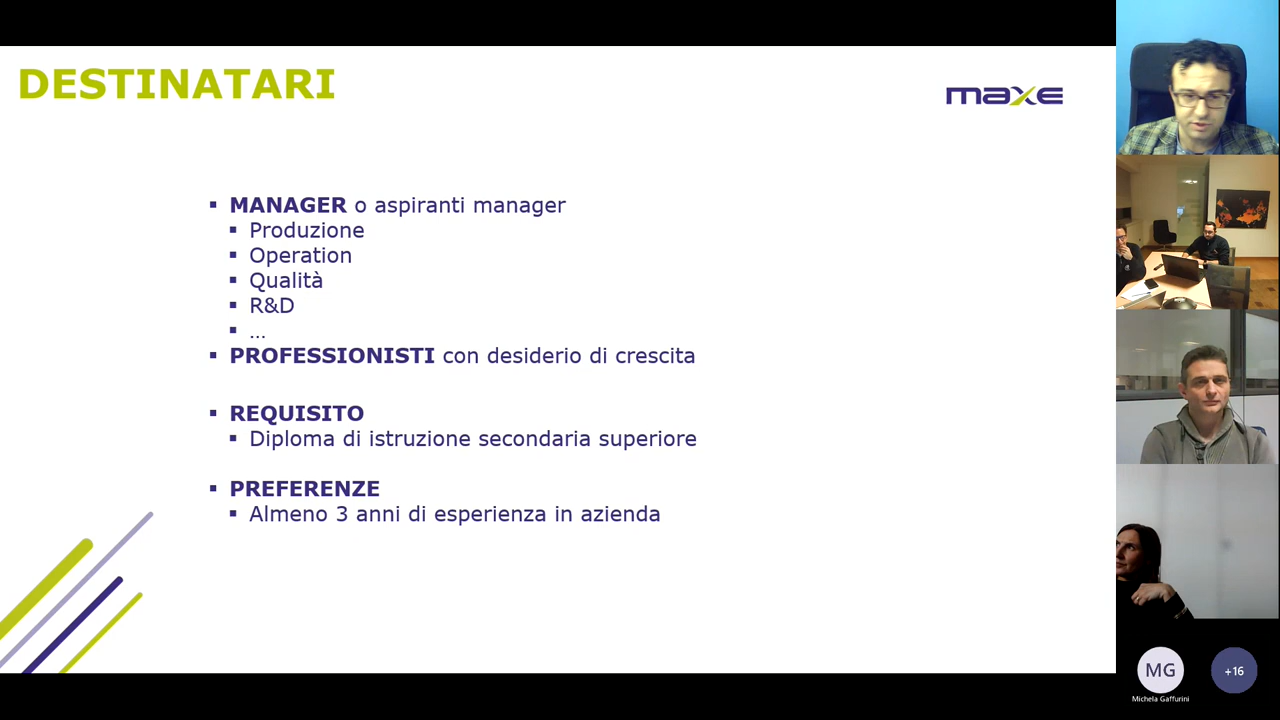 DESTINATARI
maxe
▪ MANAGER o aspiranti manager
▪ Produzione
▪ Operation
▪ Qualità
▪ R&D
▪ ...
▪ PROFESSIONISTI con desiderio di crescita
▪ REQUISITO
▪ Diploma di istruzione secondaria superiore
▪ PREFERENZE
▪ Almeno 3 anni di esperienza in azienda
MG
+16
Michela Gaffurini